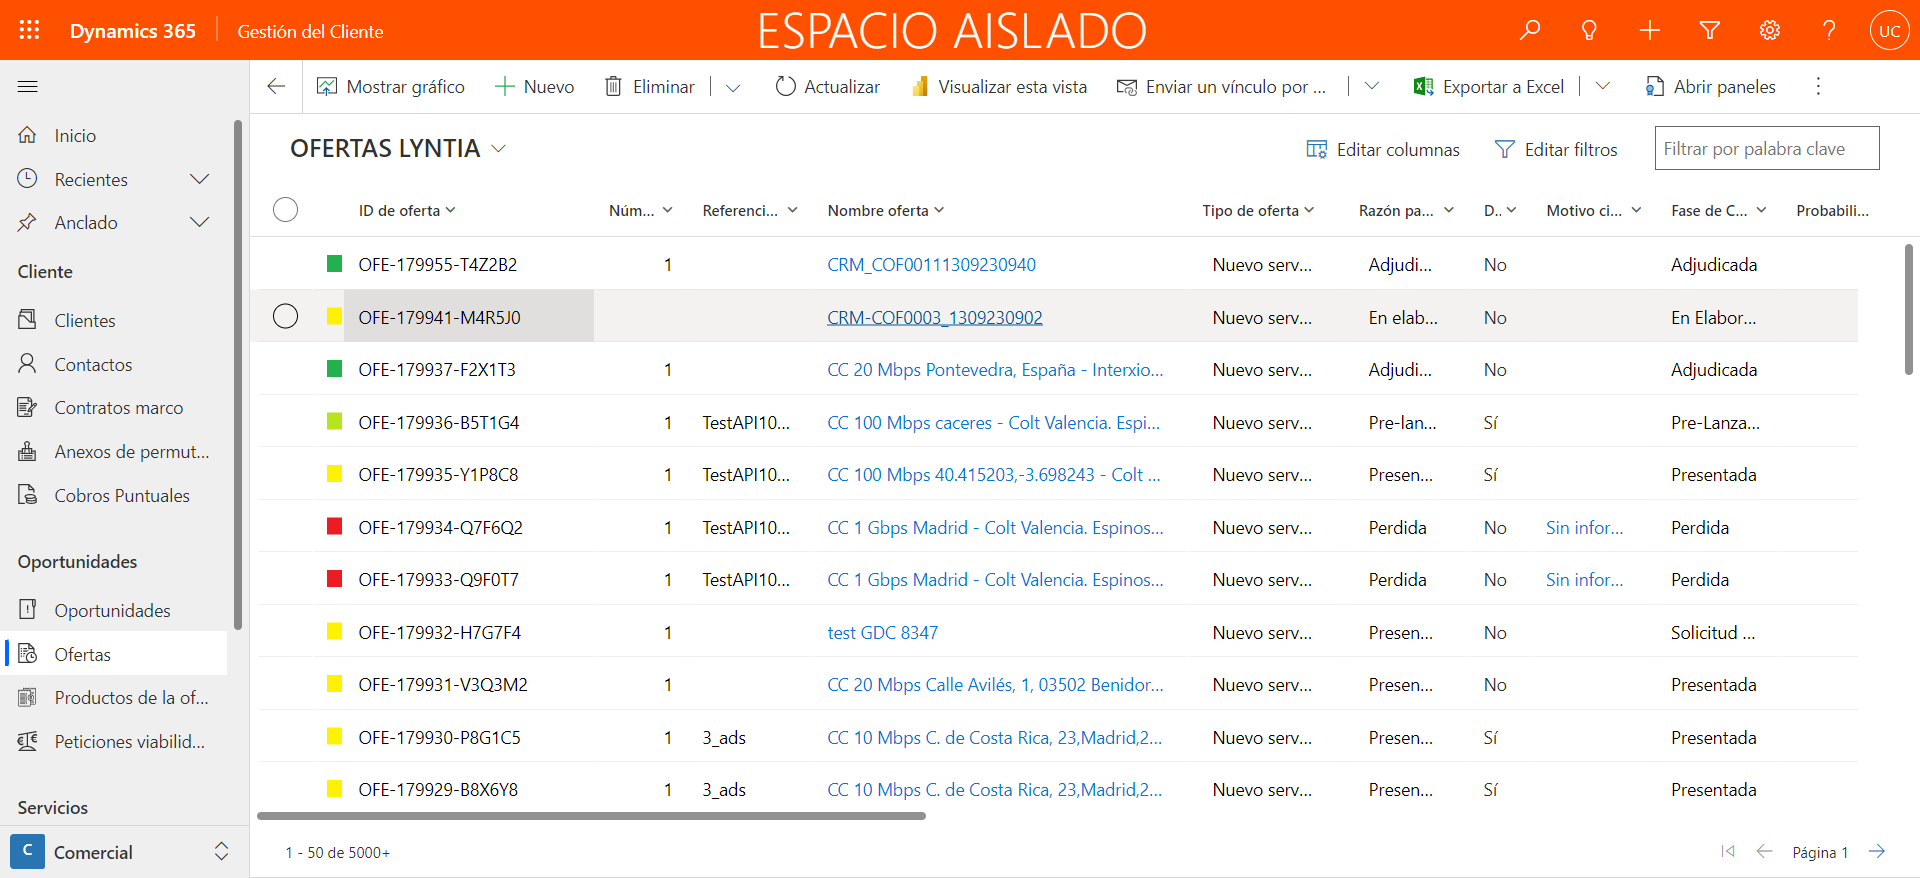 Dynamics 365
Gestión del Cliente
ESPACIO AISLADO
UC
Mostrar gráfico
Nuevo
Eliminar
Actualizar
Visualizar esta vista
Enviar un vínculo por ...
Exportar a Excel
Abrir paneles
Inicio
Recientes
Anclado
Cliente
Clientes
Contactos
Contratos marco
Anexos de permut...
Cobros Puntuales
Oportunidades
Oportunidades
Ofertas
Productos de la of...
Peticiones viabilid...
Servicios
C Comercial
OFERTAS LYNTIA
Editar columnas
Editar filtros
Filtrar por palabra clave
ID de oferta Núm... Referenci... Nombre oferta Tipo de oferta Razón pa... D.. Motivo ci... Fase de C... Probabili...
OFE-179955-T4Z2B2 1 CRM_COF00111309230940 Nuevo serv... Adjudi... No Adjudicada
OFE-179941-M4R5J0 CRM-COF0003_1309230902 En elab... No En Elabor...
OFE-179937-F2X1T3 1 CC 20 Mbps Pontevedra, España - Interxio... Nuevo serv... Adjudi... No Adjudicada
OFE-179936-B5T1G4 1 TestAPI10... CC 100 Mbps caceres - Colt Valencia. Espi... Nuevo serv... Pre-lan... Sí Pre-Lanza...
OFE-179935-Y1P8C8 1 TestAPI10... CC 100 Mbps 40.415203,-3.698243 - Colt ... Nuevo serv... Presen... Sí Presentada
OFE-179934-Q7F6Q2 1 TestAPI10... CC 1 Gbps Madrid - Colt Valencia. Espinos... Nuevo serv... Perdida No Sin infor... Perdida
OFE-179933-Q9F0T7 1 TestAPI10... CC 1 Gbps Madrid - Colt Valencia. Espinos... Nuevo serv... Perdida No Sin infor... Perdida
OFE-179932-H7G7F4 1 test GDC 8347 Nuevo serv... Presen... No Solicitud ...
OFE-179931-V3Q3M2 1 CC 20 Mbps Calle Avilés, 1, 03502 Benidor... Nuevo serv... Presen... No Presentada
OFE-179930-P8G1C5 1 3_ads CC 10 Mbps C. de Costa Rica, 23,Madrid,2... Nuevo serv... Presen... Sí Presentada
OFE-179929-B8X6Y8 1 3_ads CC 10 Mbps C. de Costa Rica, 23,Madrid,2... Nuevo serv... Presen... Sí Presentada
1 - 50 de 5000+
Página 1